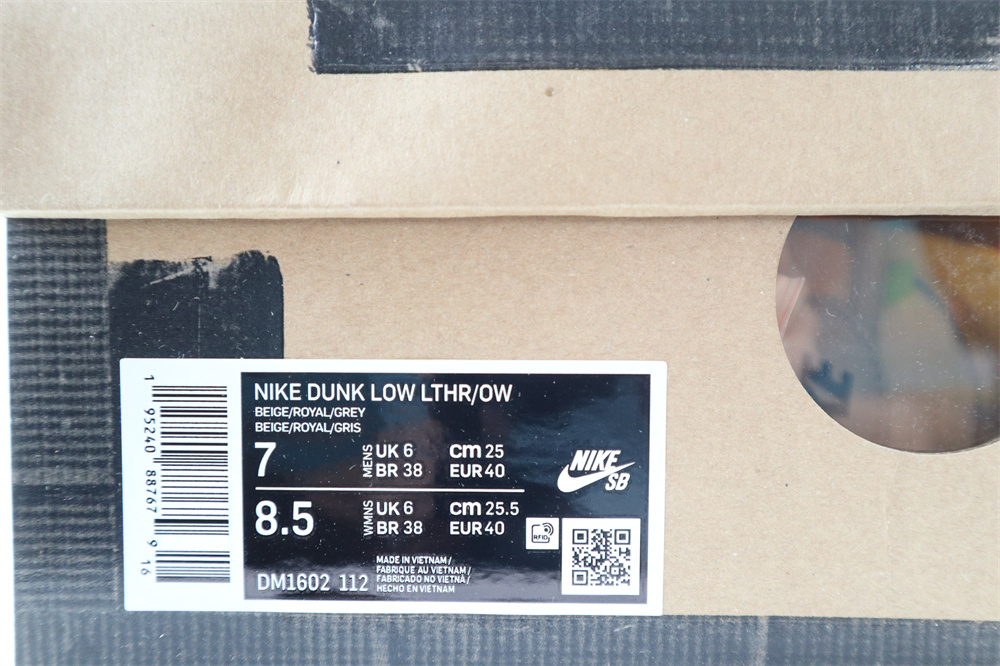 NIKE DUNK LOW LTHR/OW
BEIGE/ROYAL/GREY
BEIGE/ROYAL/GRIS
7 MENS UK 6 cm 25
BR 38 EUR 40
8.5 WMNS UK 6 cm 25.5
BR 38 EUR 40
DM1602 112
MADE IN VIETNAM /
FABRIQUE AU VIETNAM /
FABRICADO NO VIETNÃ /
HECHO EN VIETNAM
NIKE
SB
RFID
1 95240 88767 9 16